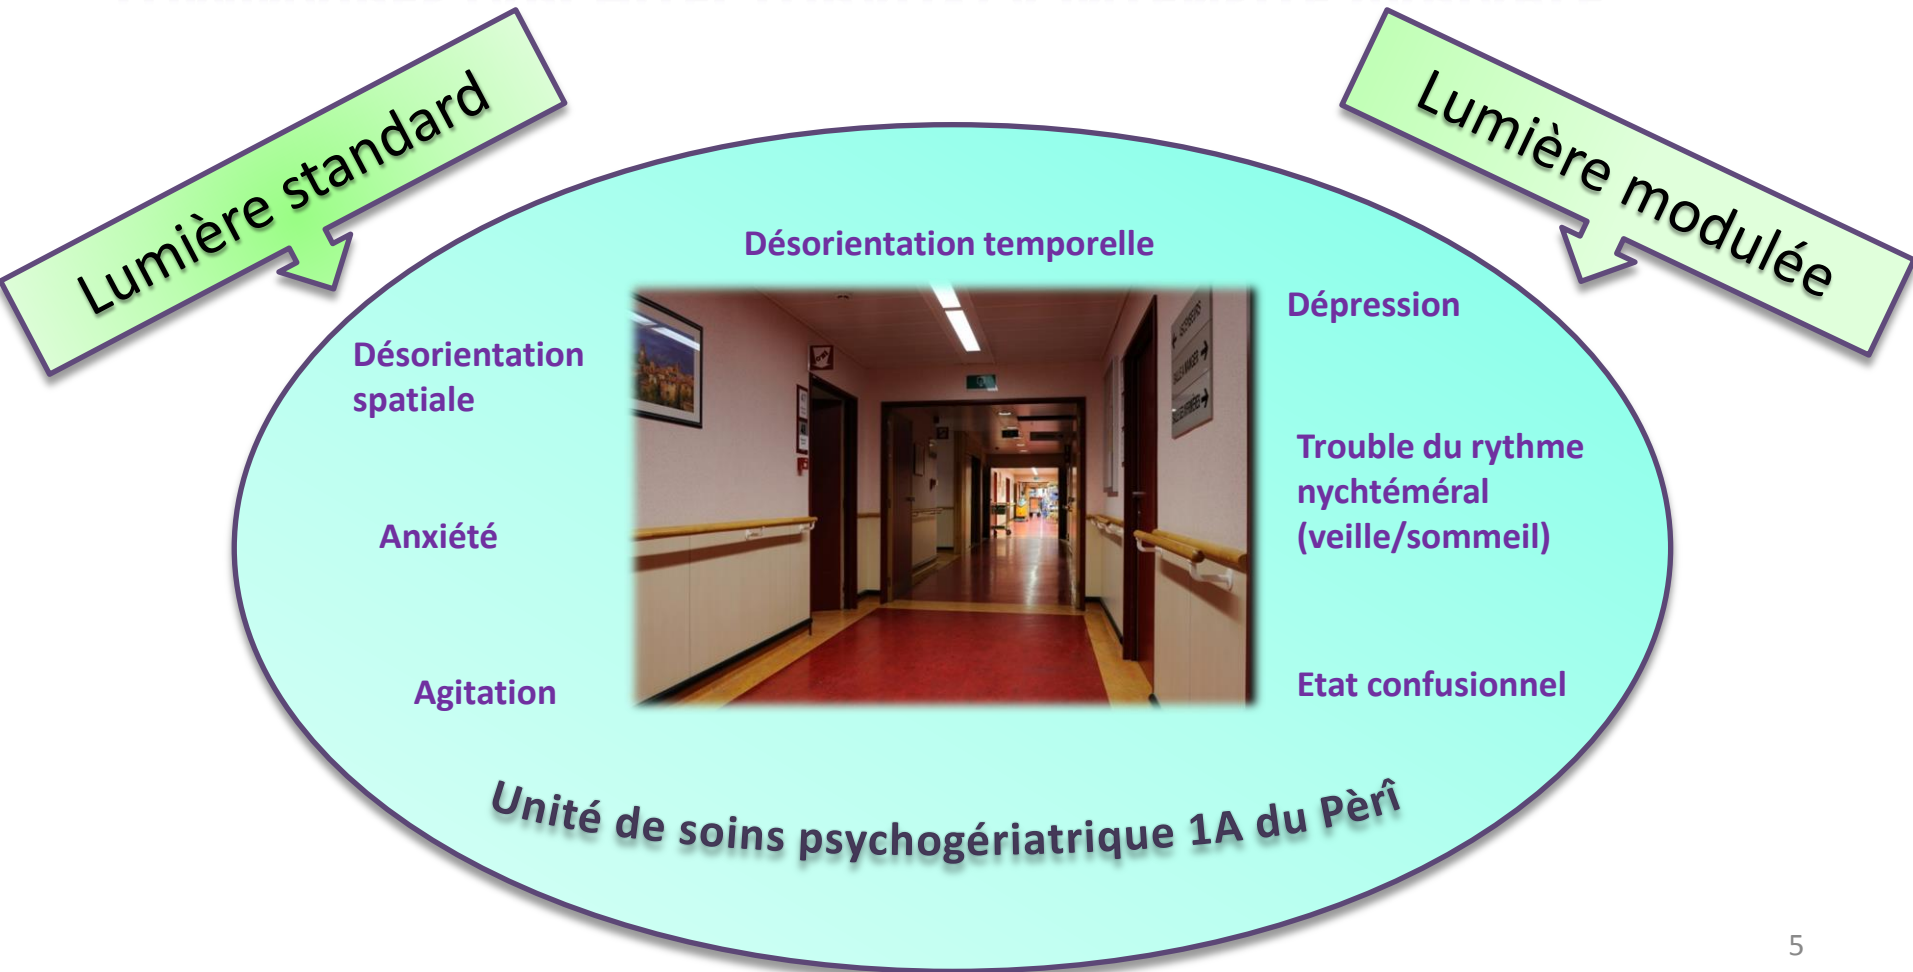 Lumière standard
Lumière modulée
Désorientation temporelle
Dépression
Désorientation
spatiale
Trouble du rythme
nychtéméral
(veille/sommeil)
Anxiété
Agitation
Etat confusionnel
Unité de soins psychogériatrique 1A du Pèrî
5